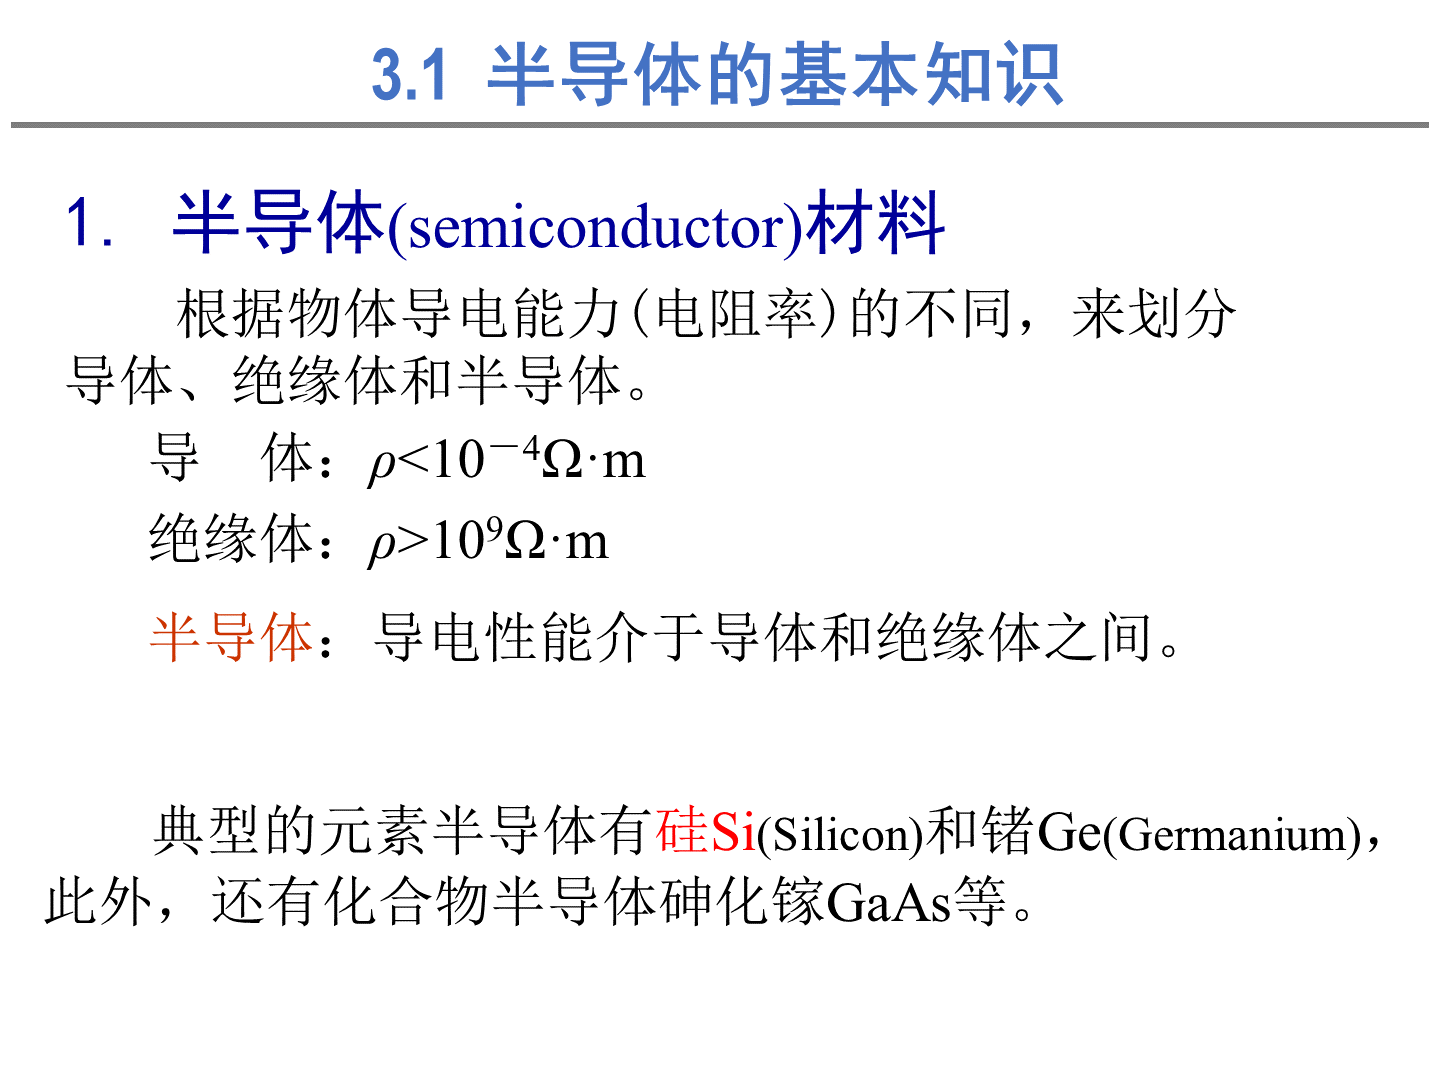 3.1 半导体的基本知识
1. 半导体(semiconductor)材料
根据物体导电能力(电阻率)的不同，来划分
导体、绝缘体和半导体。
导　体：ρ<10⁻⁴Ω·m
绝缘体：ρ>10⁹Ω·m
半导体：导电性能介于导体和绝缘体之间。
典型的元素半导体有硅Si(Silicon)和锗Ge(Germanium)，
此外，还有化合物半导体砷化镓GaAs等。